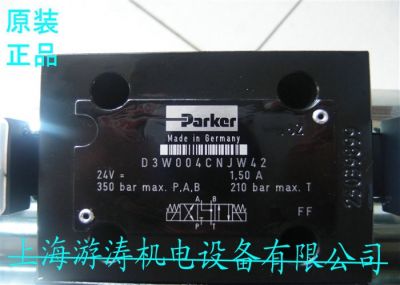 原装
正品
Parker
Made in Germany
D3W004CNJW42
24V= 1,50 A
350 bar max. P,A,B 210 bar max. T
A B
P T
FF
上海游涛机电设备有限公司